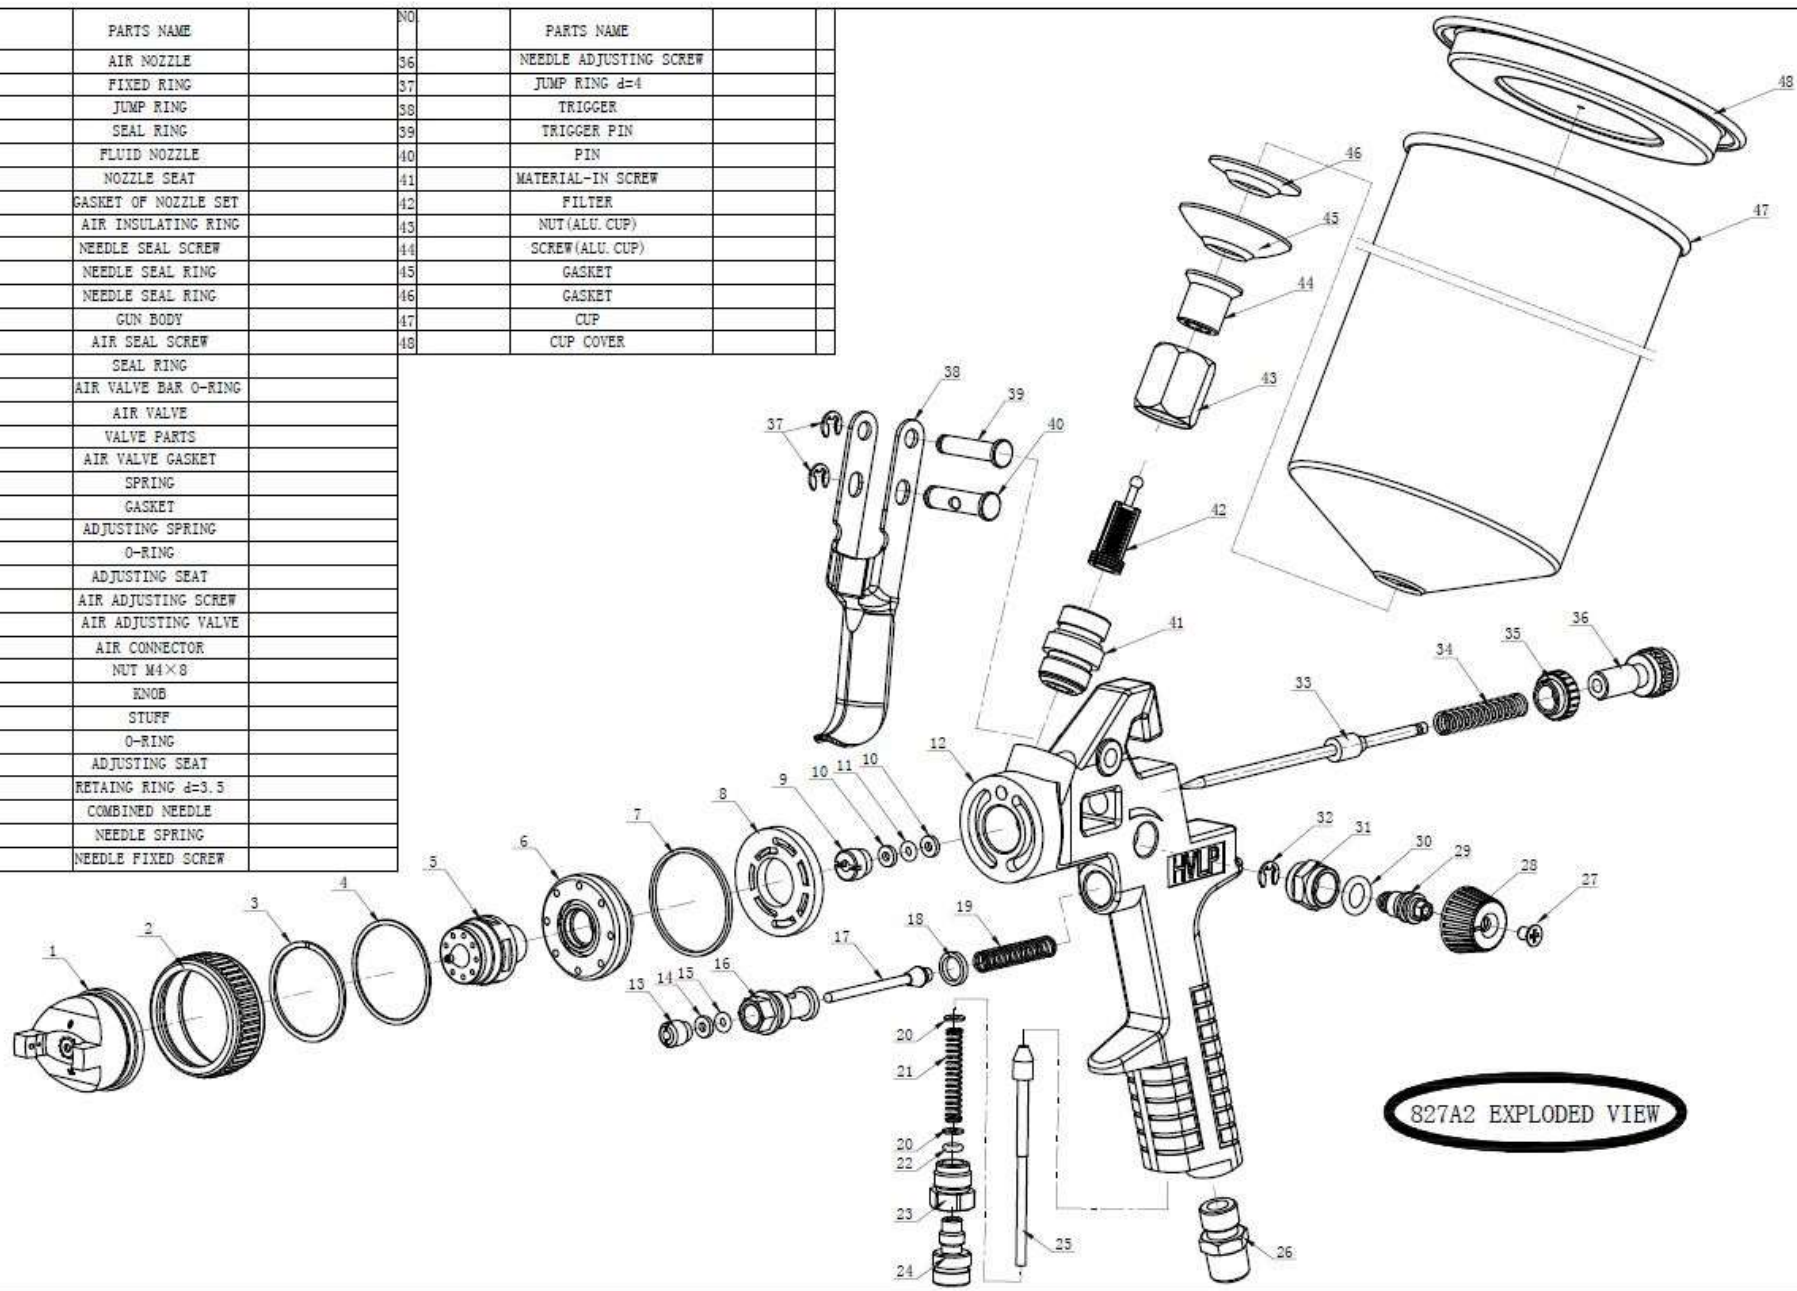 PARTS NAME
AIR NOZZLE
FIXED RING
JUMP RING
SEAL RING
FLUID NOZZLE
NOZZLE SEAT
GASKET OF NOZZLE SET
AIR INSULATING RING
NEEDLE SEAL SCREW
NEEDLE SEAL RING
NEEDLE SEAL RING
GUN BODY
AIR SEAL SCREW
SEAL RING
AIR VALVE BAR O-RING
AIR VALVE
VALVE PARTS
AIR VALVE GASKET
SPRING
GASKET
ADJUSTING SPRING
O-RING
ADJUSTING SEAT
AIR ADJUSTING SCREW
AIR ADJUSTING VALVE
AIR CONNECTOR
NUT M4×8
KNOB
STUFF
O-RING
ADJUSTING SEAT
RETAING RING d=3.5
COMBINED NEEDLE
NEEDLE SPRING
NEEDLE FIXED SCREW
NO. PARTS NAME
36 NEEDLE ADJUSTING SCREW
37 JUMP RING d=4
38 TRIGGER
39 TRIGGER PIN
40 PIN
41 MATERIAL-IN SCREW
42 FILTER
43 NUT(ALU.CUP)
44 SCREW(ALU.CUP)
45 GASKET
46 GASKET
47 CUP
48 CUP COVER
48
46
47
45
44
43
38
39
37
40
42
41
36
35
34
33
12
10
11
10
9
8
7
6
5
4
3
2
1
32
31
30
29
28
27
HVLP
19
18
17
16
15
14
13
20
21
20
22
23
24
25
26
827A2 EXPLODED VIEW